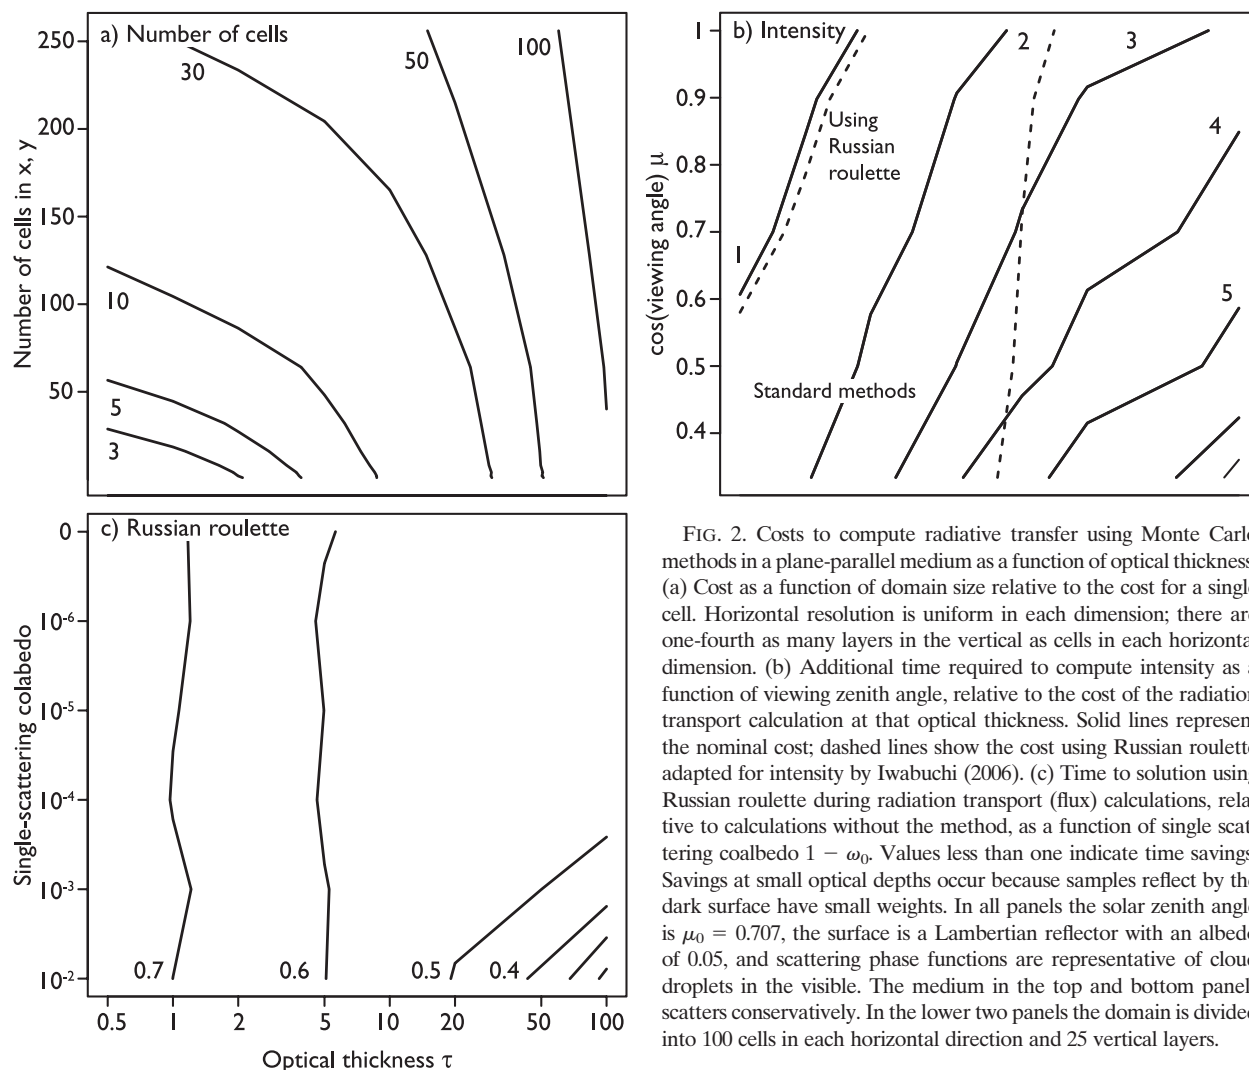 a) Number of cells
250
200
150
100
50
Number of cells in x, y
30
50
100
10
5
3
b) Intensity
1
0.9
0.8
0.7
0.6
0.5
0.4
cos(viewing angle) μ
1
2
3
4
5
Using
Russian
roulette
Standard methods
c) Russian roulette
0
10-6
10-5
10-4
10-3
10-2
Single-scattering colabedo
0.7
0.6
0.5
0.4
0.5
1
2
5
10
20
50
100
Optical thickness τ
FIG. 2. Costs to compute radiative transfer using Monte Carlo
methods in a plane-parallel medium as a function of optical thickness
(a) Cost as a function of domain size relative to the cost for a single
cell. Horizontal resolution is uniform in each dimension; there are
one-fourth as many layers in the vertical as cells in each horizonta
dimension. (b) Additional time required to compute intensity as a
function of viewing zenith angle, relative to the cost of the radiation
transport calculation at that optical thickness. Solid lines represen
the nominal cost; dashed lines show the cost using Russian roulette
adapted for intensity by Iwabuchi (2006). (c) Time to solution using
Russian roulette during radiation transport (flux) calculations, rela
tive to calculations without the method, as a function of single scat
tering coalbedo 1 − ω0. Values less than one indicate time savings
Savings at small optical depths occur because samples reflect by the
dark surface have small weights. In all panels the solar zenith angle
is μ0 = 0.707, the surface is a Lambertian reflector with an albedo
of 0.05, and scattering phase functions are representative of cloud
droplets in the visible. The medium in the top and bottom panel
scatters conservatively. In the lower two panels the domain is divided
into 100 cells in each horizontal direction and 25 vertical layers.